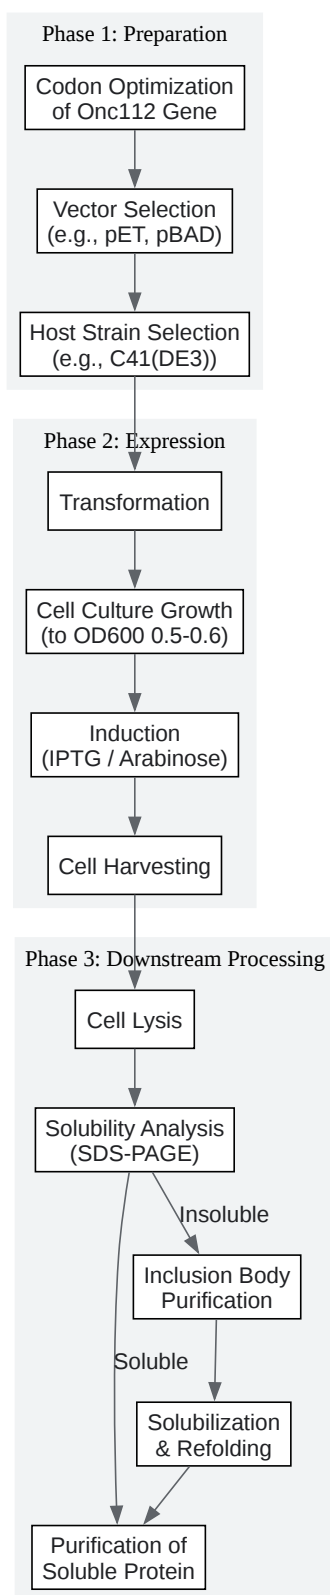 Phase 1: Preparation
Codon Optimization
of Onc112 Gene
Vector Selection
(e.g., pET, pBAD)
Host Strain Selection
(e.g., C41(DE3))
Phase 2: Expression
Transformation
Cell Culture Growth
(to OD600 0.5-0.6)
Induction
(IPTG / Arabinose)
Cell Harvesting
Phase 3: Downstream Processing
Cell Lysis
Solubility Analysis
(SDS-PAGE)
Insoluble
Inclusion Body
Purification
Soluble
Solubilization
& Refolding
Purification of
Soluble Protein